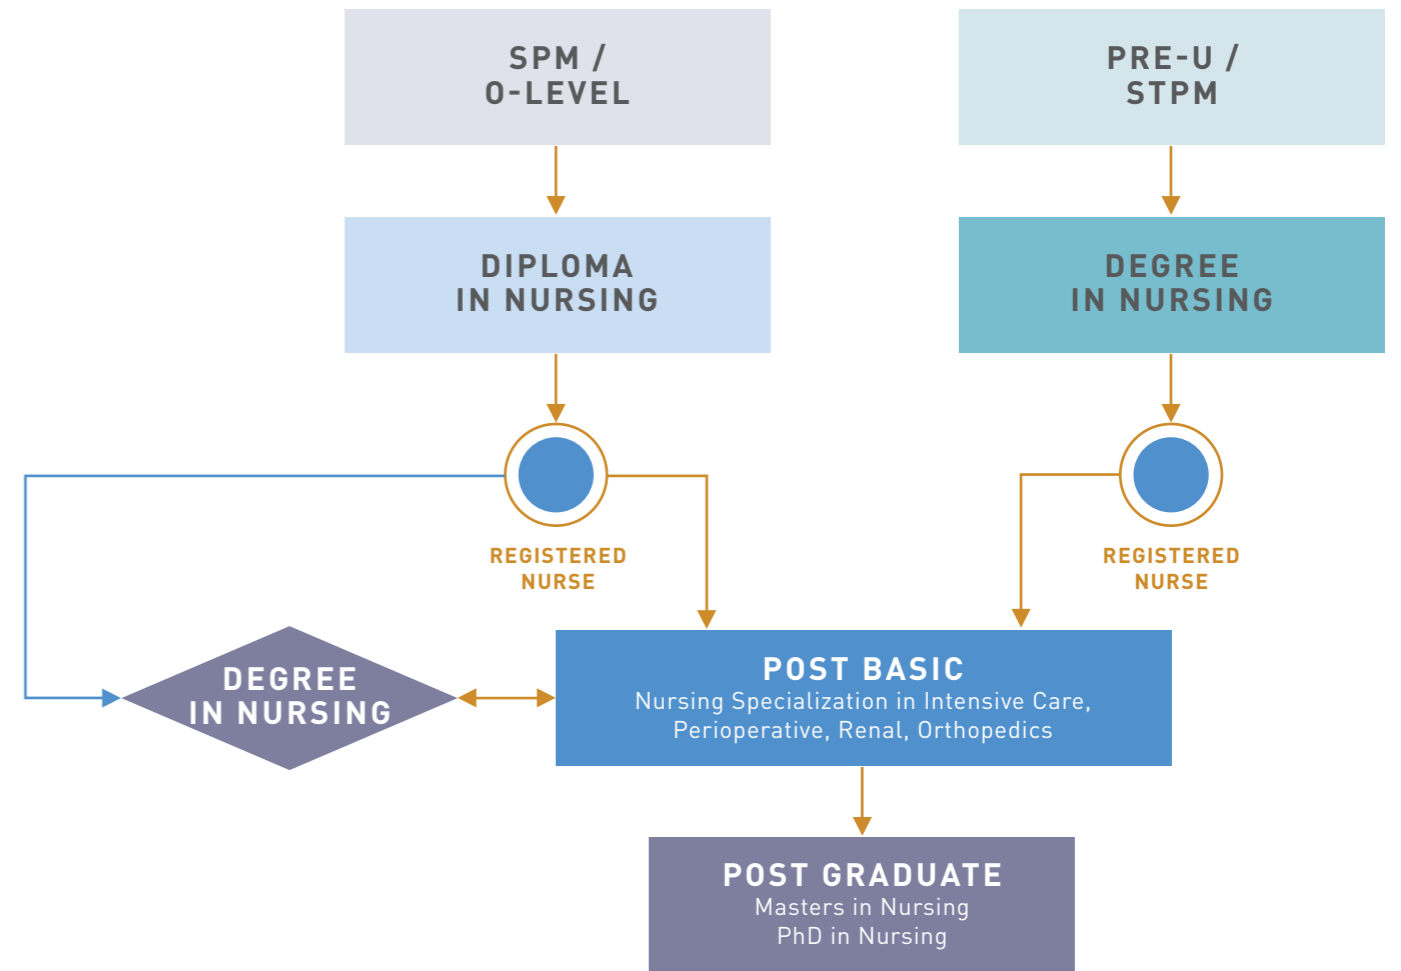 SPM /
O-LEVEL
PRE-U /
STPM
DIPLOMA
IN NURSING
DEGREE
IN NURSING
REGISTERED
NURSE
REGISTERED
NURSE
DEGREE
IN NURSING
POST BASIC
Nursing Specialization in Intensive Care,
Perioperative, Renal, Orthopedics
POST GRADUATE
Masters in Nursing
PhD in Nursing